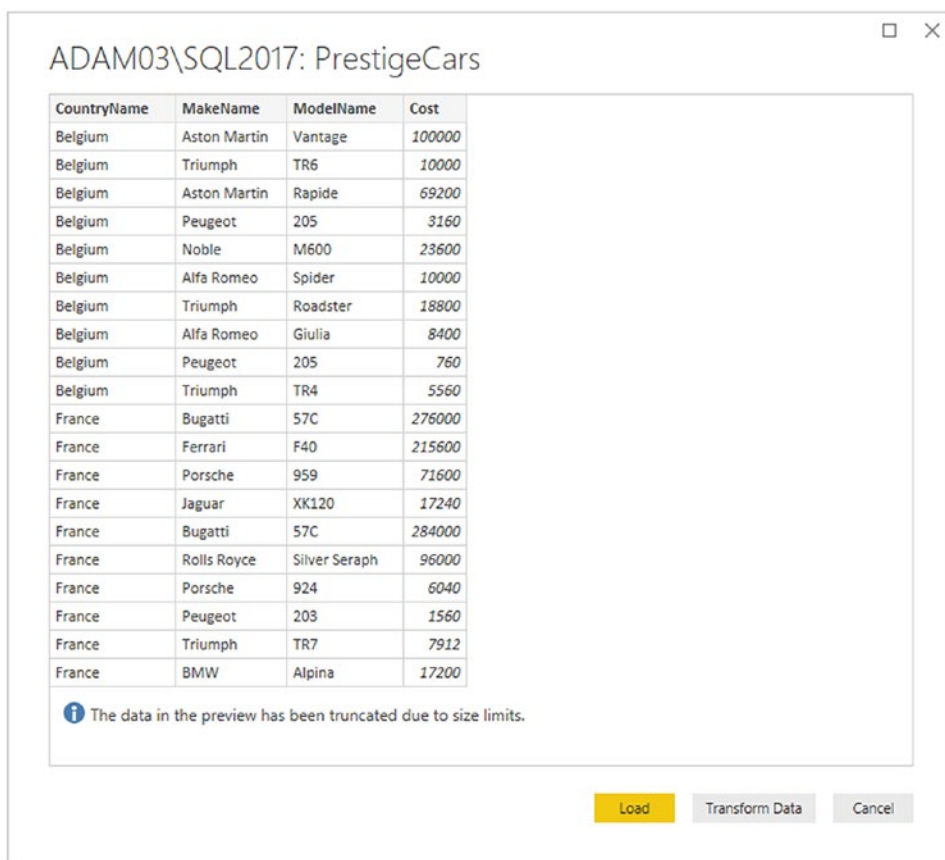 ADAM03\SQL2017: PrestigeCars
CountryName MakeName ModelName Cost
Belgium Aston Martin Vantage 100000
Belgium Triumph TR6 10000
Belgium Aston Martin Rapide 69200
Belgium Peugeot 205 3160
Belgium Noble M600 23600
Belgium Alfa Romeo Spider 10000
Belgium Triumph Roadster 18800
Belgium Alfa Romeo Giulia 8400
Belgium Peugeot 205 760
Belgium Triumph TR4 5560
France Bugatti 57C 276000
France Ferrari F40 215600
France Porsche 959 71600
France Jaguar XK120 17240
France Bugatti 57C 284000
France Rolls Royce Silver Seraph 96000
France Porsche 924 6040
France Peugeot 203 1560
France Triumph TR7 7912
France BMW Alpina 17200
The data in the preview has been truncated due to size limits.
Load Transform Data Cancel